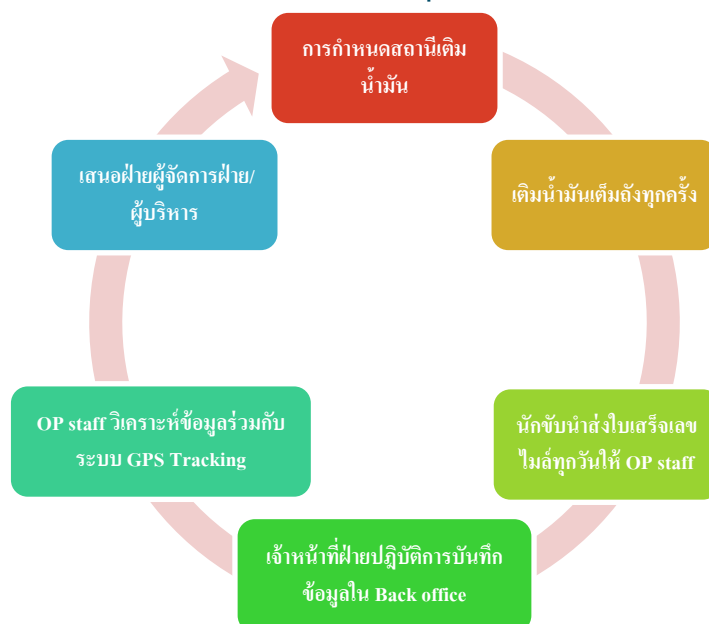 การกำหนดสถานีเติม
น้ำมัน
เติมน้ำมันเต็มถังทุกครั้ง
นักขับนำส่งใบเสร็จเลข
ไมล์ทุกวันให้ OP staff
เจ้าหน้าที่ฝ่ายปฎิบัติการบันทึก
ข้อมูลใน Back office
OP staff วิเคราะห์ข้อมูลร่วมกับ
ระบบ GPS Tracking
เสนอฝ่ายผู้จัดการฝ่าย/
ผู้บริหาร